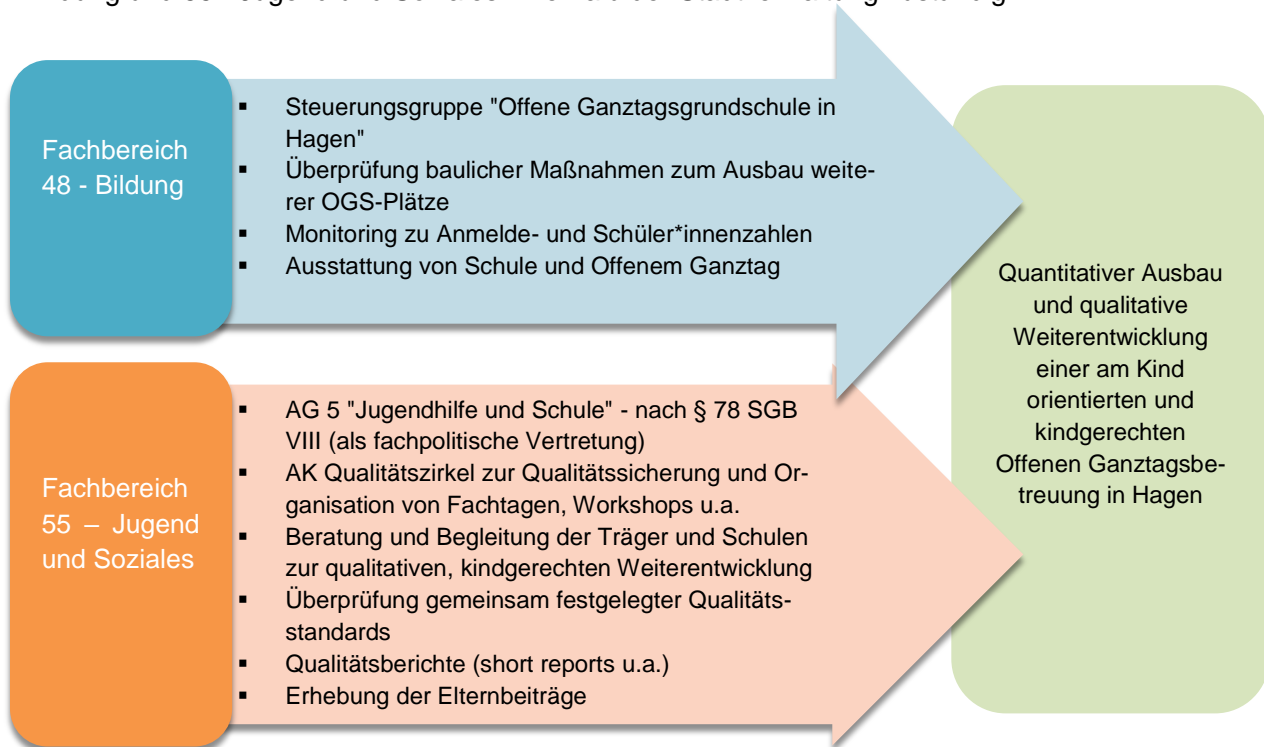 Fachbereich
48 - Bildung
▪ Steuerungsgruppe "Offene Ganztagsgrundschule in
Hagen"
▪ Überprüfung baulicher Maßnahmen zum Ausbau weite-
rer OGS-Plätze
▪ Monitoring zu Anmelde- und Schüler*innenzahlen
▪ Ausstattung von Schule und Offenem Ganztag
Fachbereich
55 – Jugend
und Soziales
▪ AG 5 "Jugendhilfe und Schule" - nach § 78 SGB
VIII (als fachpolitische Vertretung)
▪ AK Qualitätszirkel zur Qualitätssicherung und Or-
ganisation von Fachtagen, Workshops u.a.
▪ Beratung und Begleitung der Träger und Schulen
zur qualitativen, kindgerechten Weiterentwicklung
▪ Überprüfung gemeinsam festgelegter Qualitäts-
standards
▪ Qualitätsberichte (short reports u.a.)
▪ Erhebung der Elternbeiträge
Quantitativer Ausbau
und qualitative
Weiterentwicklung
einer am Kind
orientierten und
kindgerechten
Offenen Ganztagsbe-
treuung in Hagen